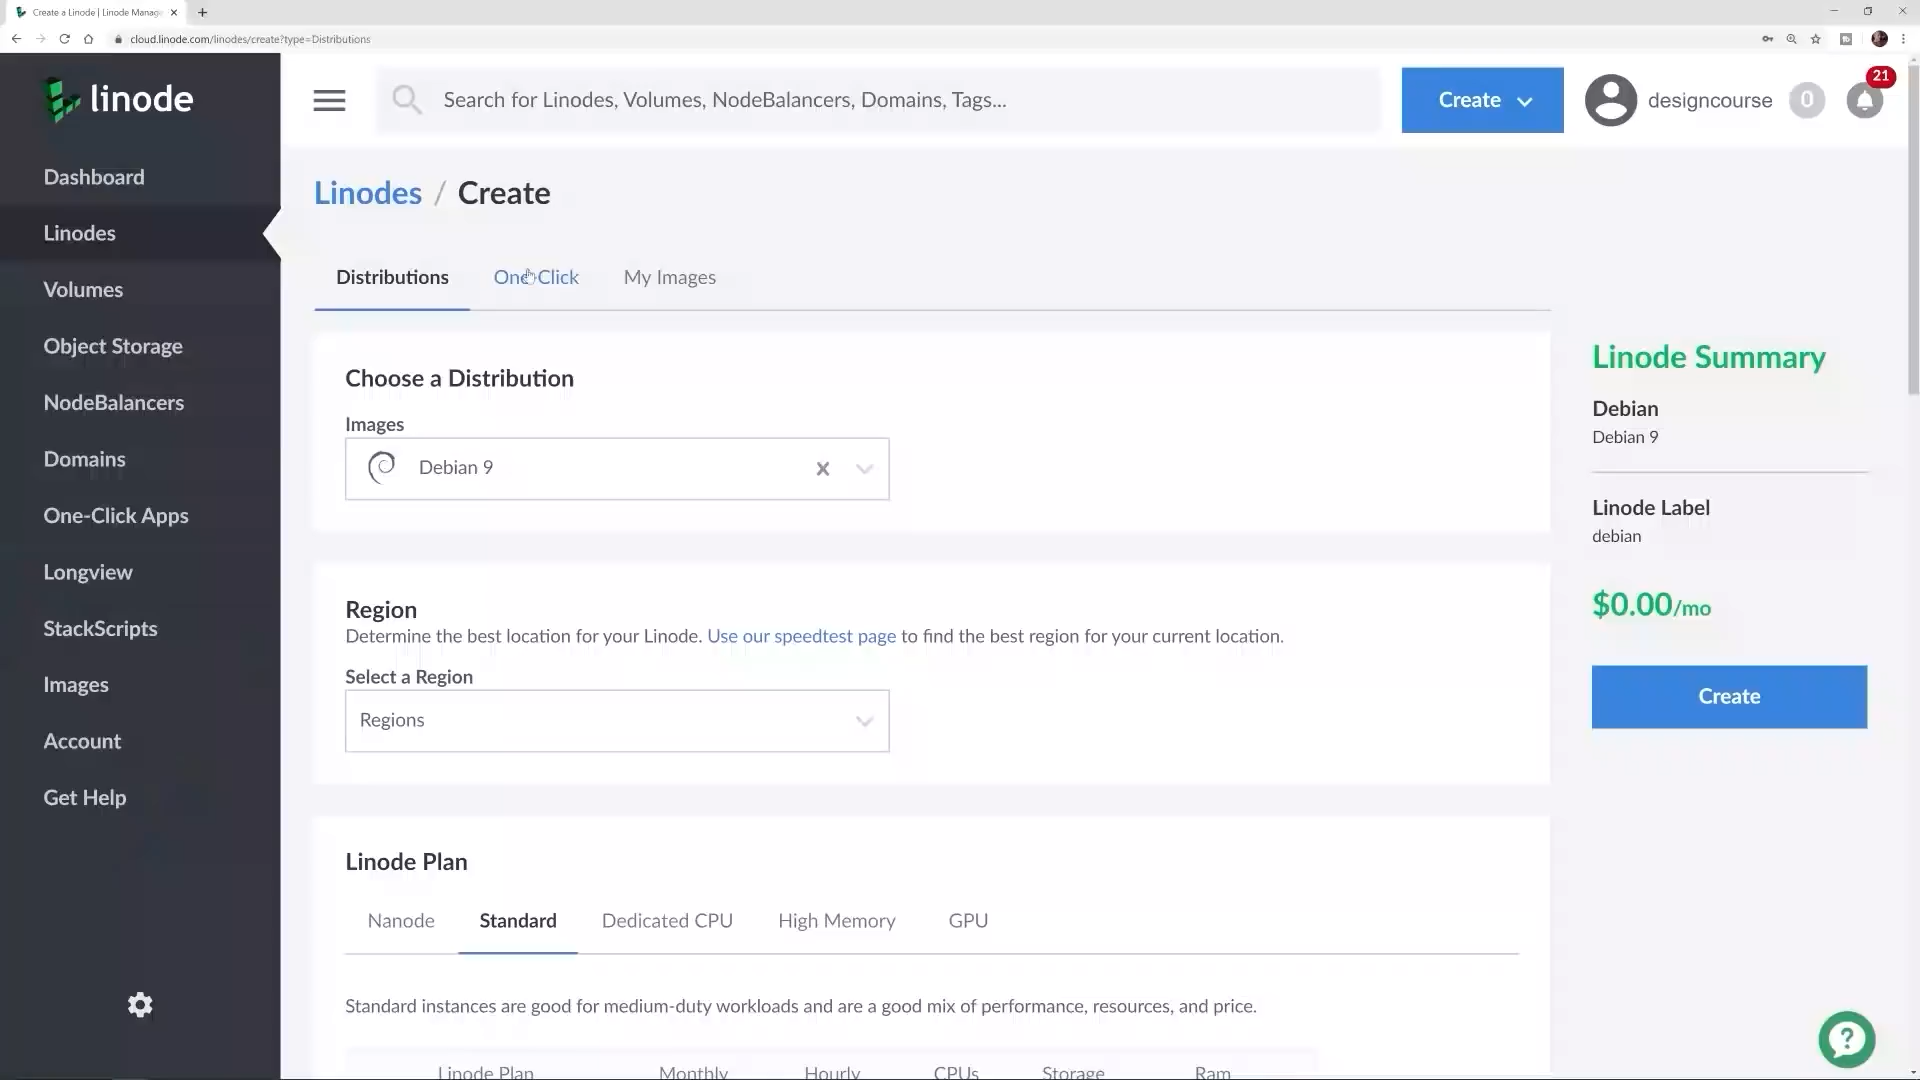 Create a Linode | Linode Manag
cloud.linode.com/linodes/create?type=Distributions
linode
Search for Linodes, Volumes, NodeBalancers, Domains, Tags...
Create
designcourse
0
21
Dashboard
Linodes
Volumes
Object Storage
NodeBalancers
Domains
One-Click Apps
Longview
StackScripts
Images
Account
Get Help
Linodes / Create
Distributions
One-Click
My Images
Choose a Distribution
Images
Debian 9
Region
Determine the best location for your Linode. Use our speedtest page to find the best region for your current location.
Select a Region
Regions
Linode Plan
Nanode
Standard
Dedicated CPU
High Memory
GPU
Standard instances are good for medium-duty workloads and are a good mix of performance, resources, and price.
Linode Plan
Monthly
Hourly
CPUs
Storage
Ram
Linode Summary
Debian
Debian 9
Linode Label
debian
$0.00/mo
Create
?